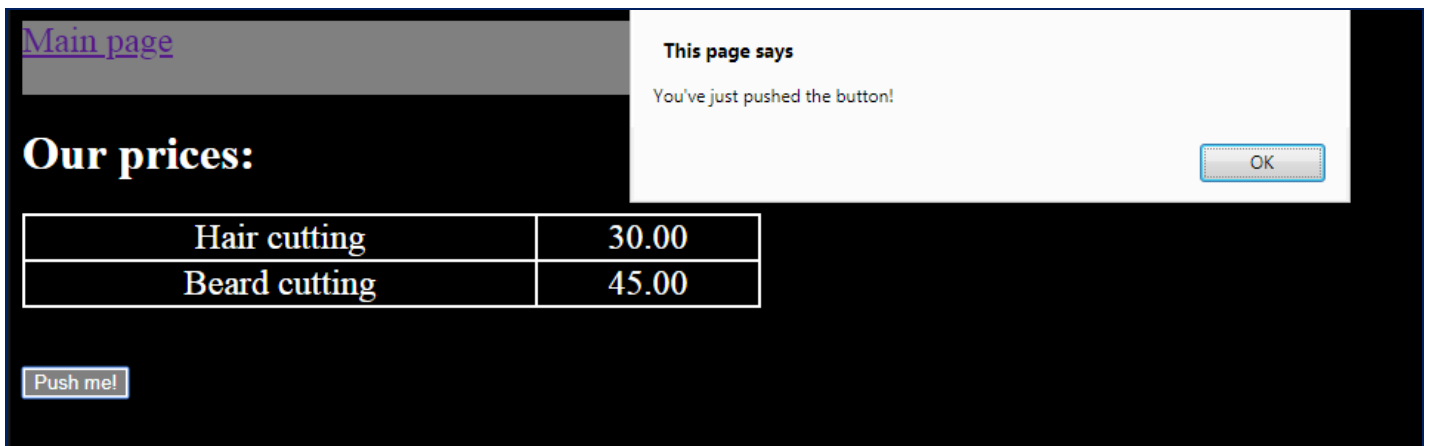 Main page
This page says
You've just pushed the button!
OK
Our prices:
Hair cutting 30.00
Beard cutting 45.00
Push me!